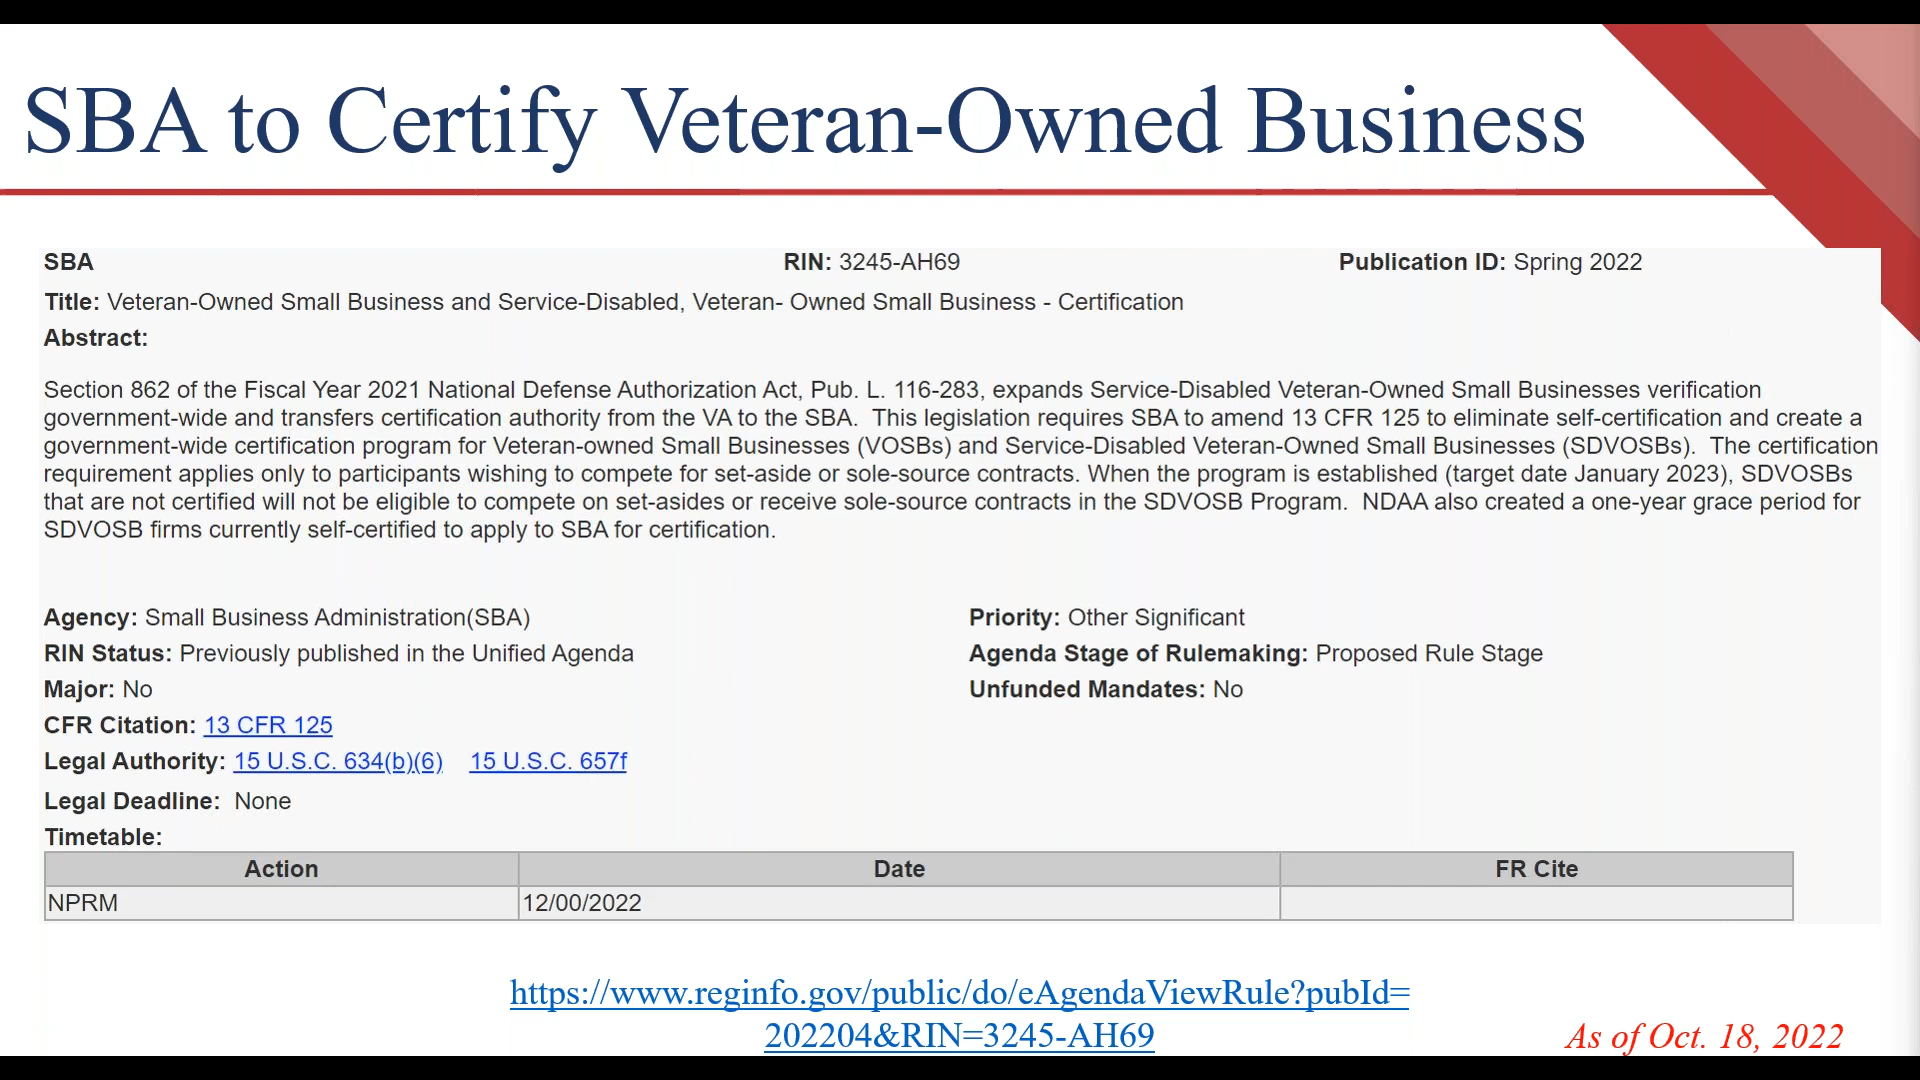 SBA to Certify Veteran-Owned Business
SBA RIN: 3245-AH69 Publication ID: Spring 2022
Title: Veteran-Owned Small Business and Service-Disabled, Veteran- Owned Small Business - Certification
Abstract:
Section 862 of the Fiscal Year 2021 National Defense Authorization Act, Pub. L. 116-283, expands Service-Disabled Veteran-Owned Small Businesses verification
government-wide and transfers certification authority from the VA to the SBA.  This legislation requires SBA to amend 13 CFR 125 to eliminate self-certification and create a
government-wide certification program for Veteran-owned Small Businesses (VOSBs) and Service-Disabled Veteran-Owned Small Businesses (SDVOSBs).  The certification
requirement applies only to participants wishing to compete for set-aside or sole-source contracts. When the program is established (target date January 2023), SDVOSBs
that are not certified will not be eligible to compete on set-asides or receive sole-source contracts in the SDVOSB Program.  NDAA also created a one-year grace period for
SDVOSB firms currently self-certified to apply to SBA for certification.
Agency: Small Business Administration(SBA) Priority: Other Significant
RIN Status: Previously published in the Unified Agenda Agenda Stage of Rulemaking: Proposed Rule Stage
Major: No Unfunded Mandates: No
CFR Citation: 13 CFR 125
Legal Authority: 15 U.S.C. 634(b)(6) 15 U.S.C. 657f
Legal Deadline: None
Timetable:
Action Date FR Cite
NPRM 12/00/2022
https://www.reginfo.gov/public/do/eAgendaViewRule?pubId=
202204&RIN=3245-AH69
As of Oct. 18, 2022